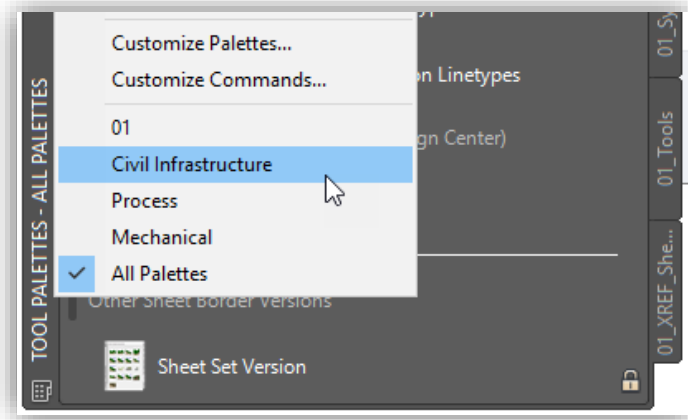 Customize Palettes...
Customize Commands...
on Linetypes
gn Center)
01
Civil Infrastructure
Process
Mechanical
All Palettes
Other Sheet Border Versions
Sheet Set Version
TOOL PALETTES - ALL PALETTES
01_Sy
01_Tools
01_XREF_She...